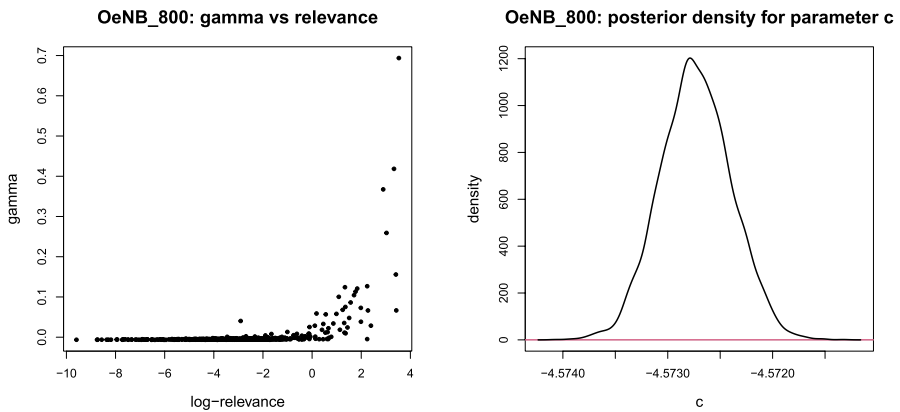 OeNB_800: gamma vs relevance
gamma
0.0 0.1 0.2 0.3 0.4 0.5 0.6 0.7
−10 −8 −6 −4 −2 0 2 4
log−relevance
OeNB_800: posterior density for parameter c
density
0 200 400 600 800 1000 1200
−4.5740 −4.5730 −4.5720
c